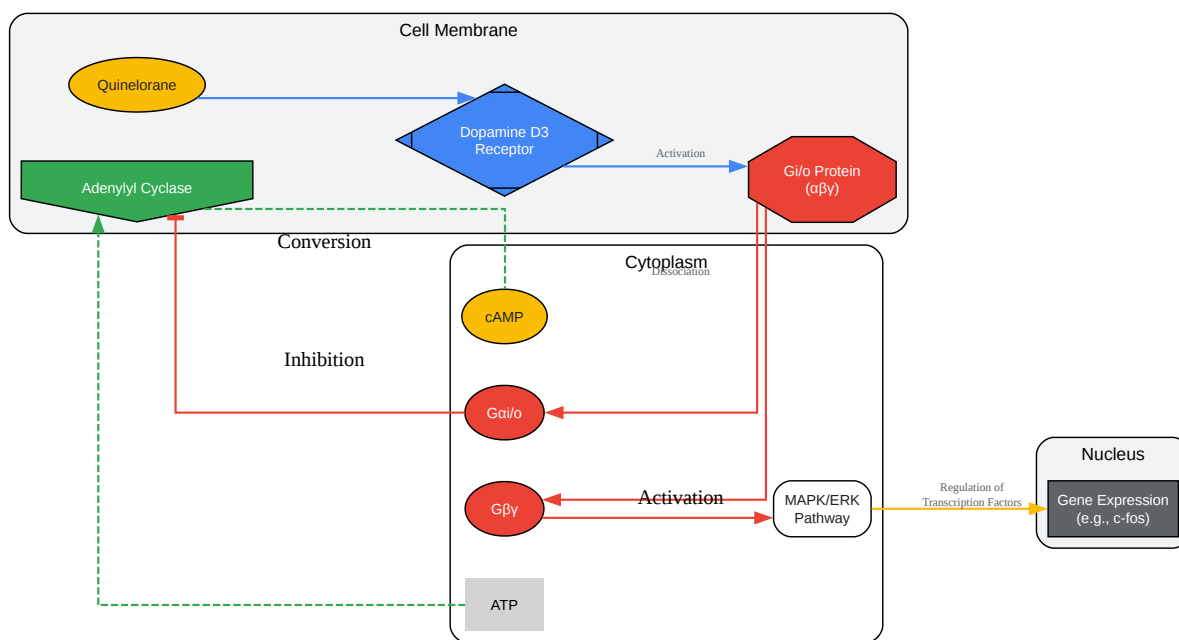 Cell Membrane
Quinelorane
Dopamine D3
Receptor
Activation
Gi/o Protein
(αβγ)
Adenylyl Cyclase
Conversion
Cytoplasm
Dissociation
cAMP
Inhibition
Gαi/o
Nucleus
Gβγ
Activation
MAPK/ERK
Pathway
Regulation of
Transcription Factors
Gene Expression
(e.g., c-fos)
ATP